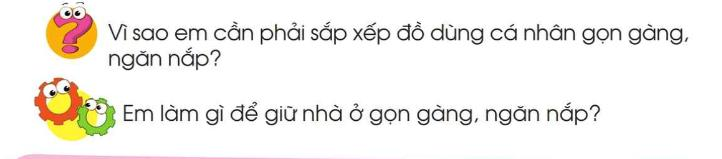 Vì sao em cần phải sắp xếp đồ dùng cá nhân gọn gàng,
ngăn nắp?
Em làm gì để giữ nhà ở gọn gàng, ngăn nắp?